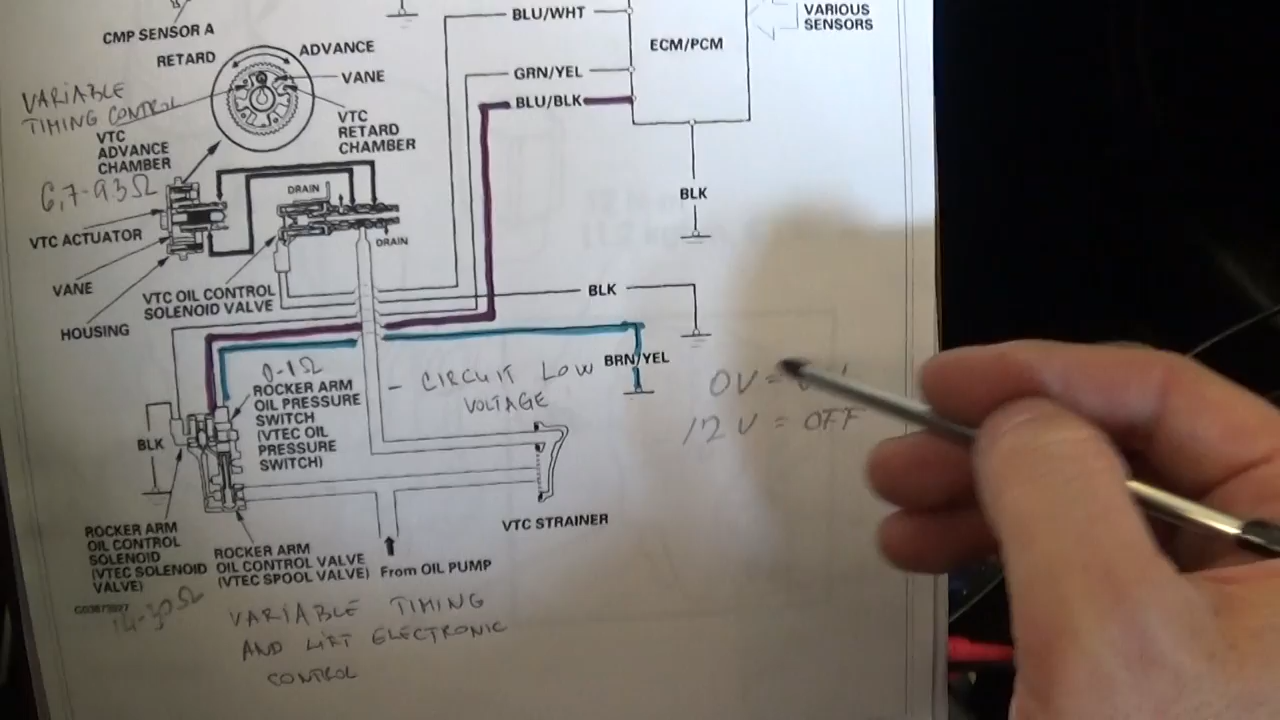 BLU/WHT
VARIOUS
SENSORS
CMP SENSOR A
ECM/PCM
RETARD
ADVANCE
VANE
GRN/YEL
VARIABLE
TIMING CONTROL
BLU/BLK
VTC
ADVANCE
CHAMBER
VTC
RETARD
CHAMBER
6,7-9.3Ω
DRAIN
BLK
VTC ACTUATOR
DRAIN
VANE
VTC OIL CONTROL
SOLENOID VALVE
BLK
HOUSING
BRN/YEL
0-1Ω
- CIRCUIT LOW
VOLTAGE
0V =
12V = OFF
ROCKER ARM
OIL PRESSURE
SWITCH
(VTEC OIL
PRESSURE
SWITCH)
BLK
VTC STRAINER
ROCKER ARM
OIL CONTROL
SOLENOID
(VTEC SOLENOID
VALVE)
ROCKER ARM
OIL CONTROL VALVE
(VTEC SPOOL VALVE)
From OIL PUMP
14-30Ω
VARIABLE TIMING
AND LIFT ELECTRONIC
CONTROL